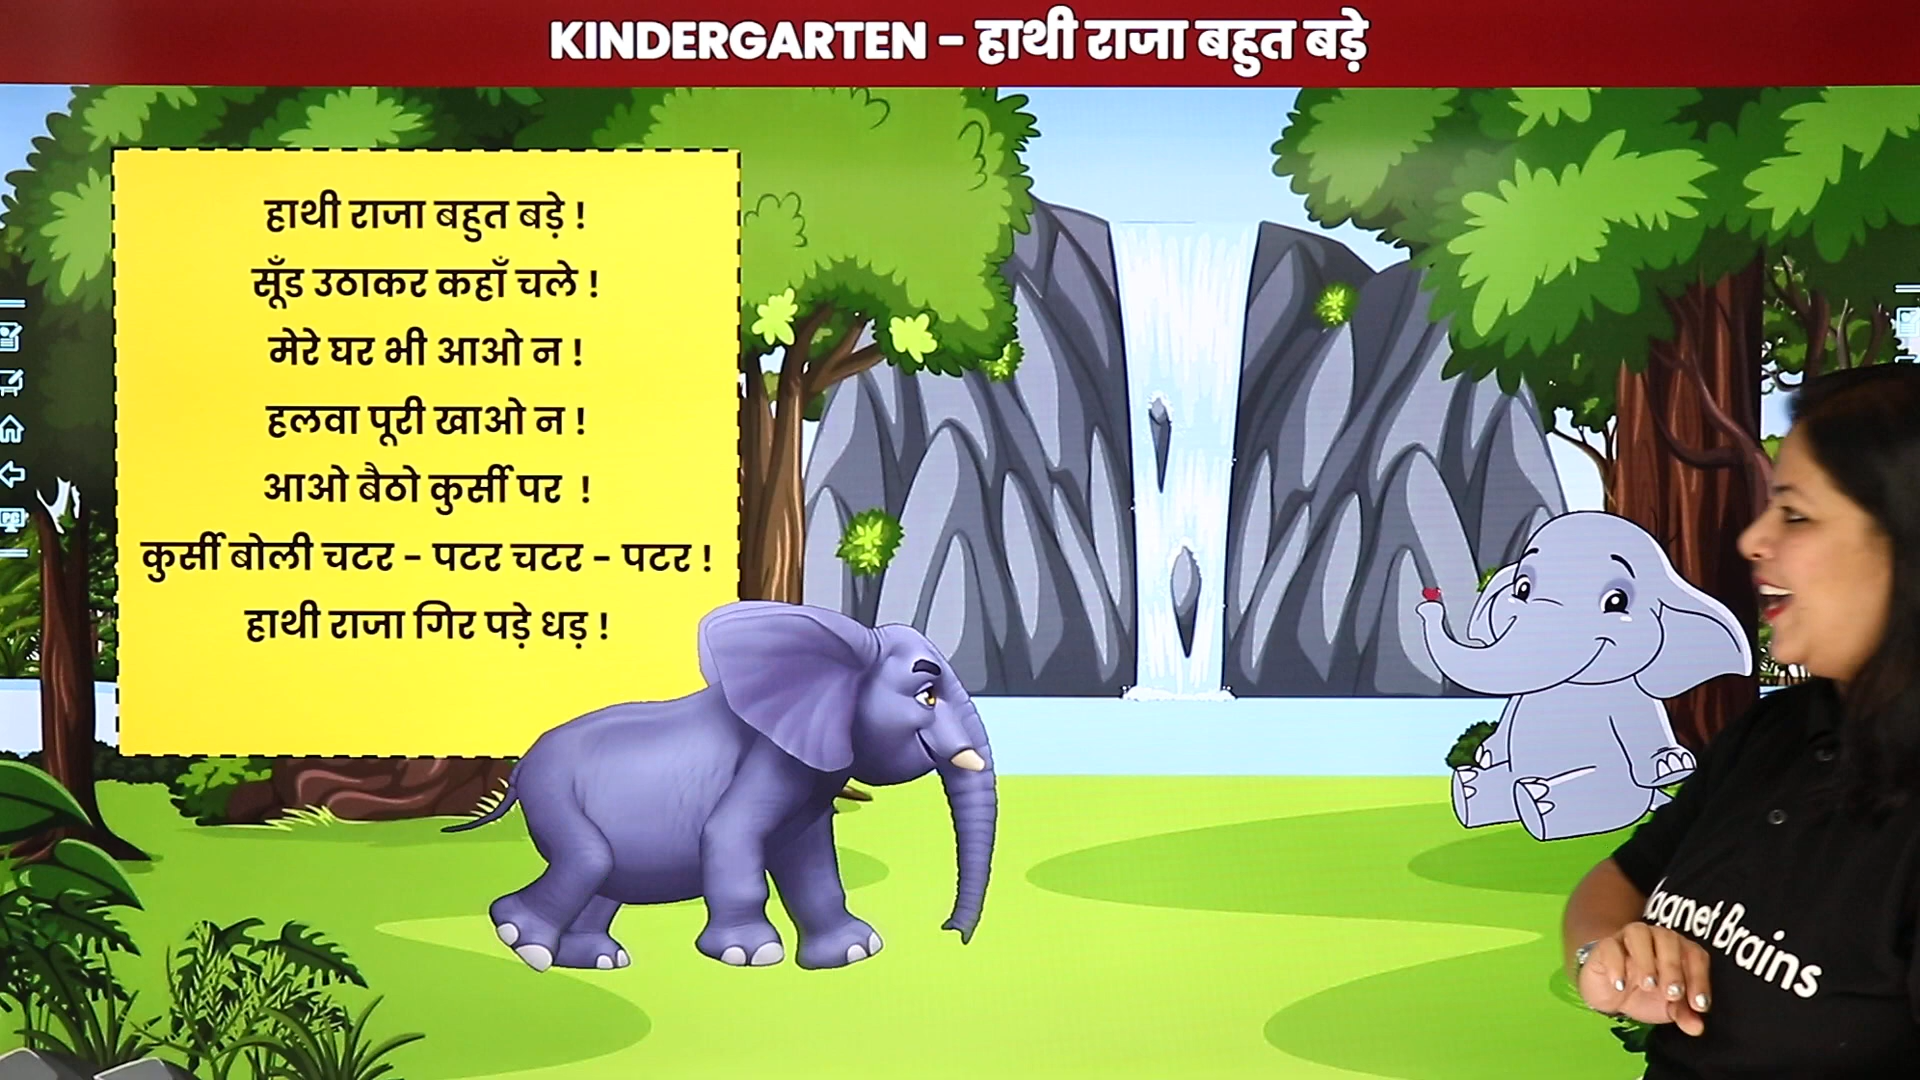 KINDERGARTEN - हाथी राजा बहुत बड़े
हाथी राजा बहुत बड़े !
सूँड उठाकर कहाँ चले !
मेरे घर भी आओ न !
हलवा पूरी खाओ न !
आओ बैठो कुर्सी पर !
कुर्सी बोली चटर - पटर चटर - पटर !
हाथी राजा गिर पड़े धड़ !
Brains